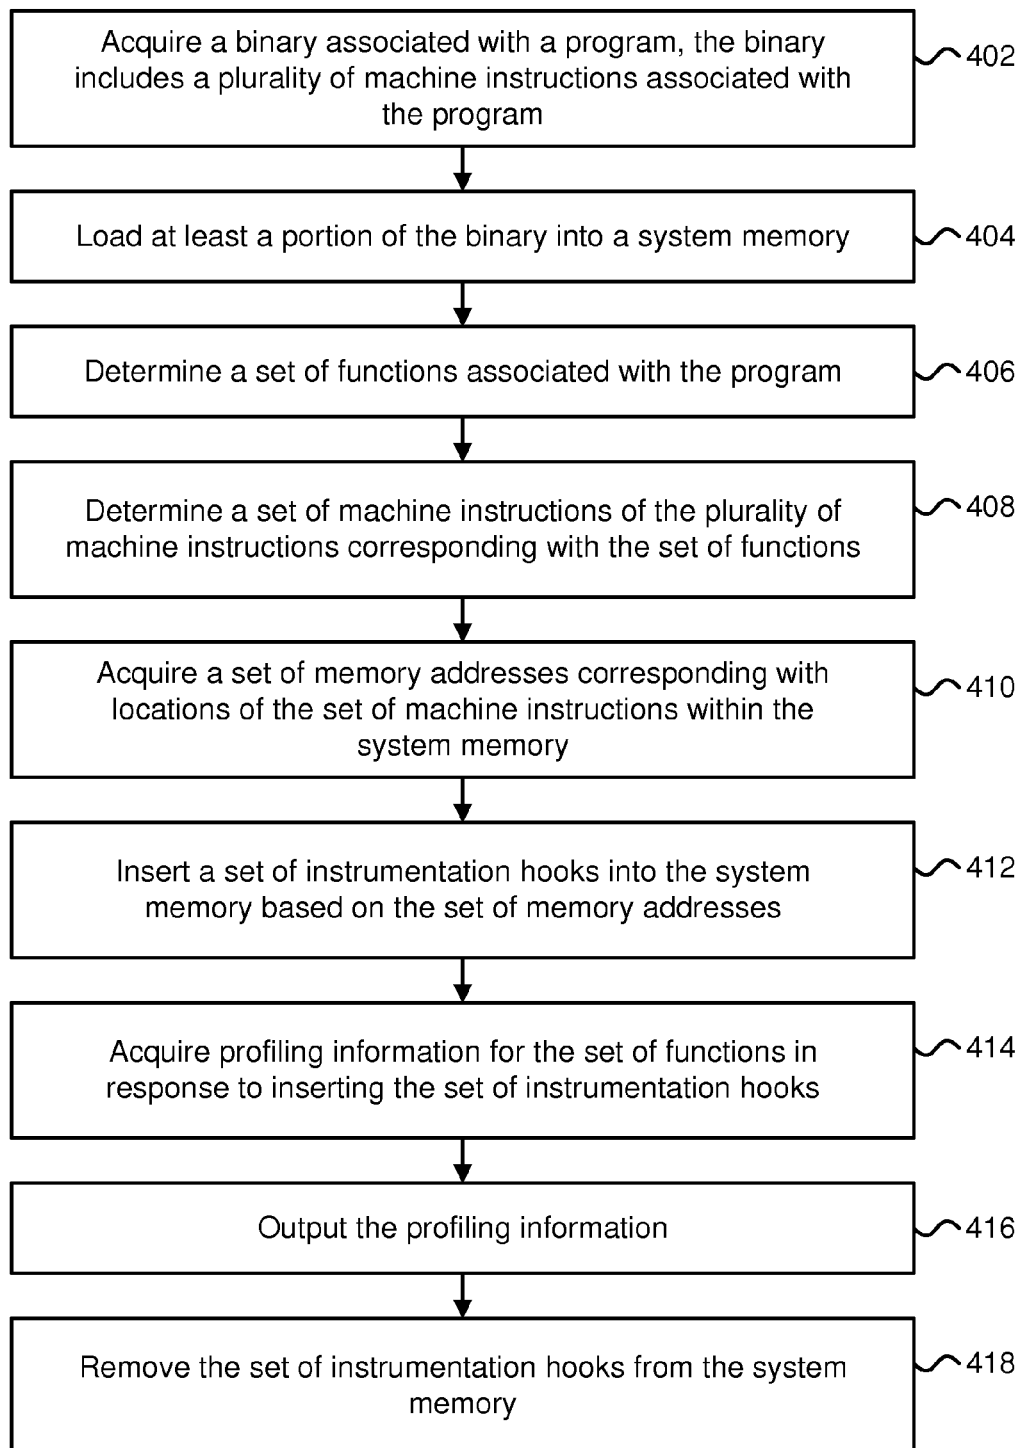 Acquire a binary associated with a program, the binary
includes a plurality of machine instructions associated with
the program
402
Load at least a portion of the binary into a system memory
404
Determine a set of functions associated with the program
406
Determine a set of machine instructions of the plurality of
machine instructions corresponding with the set of functions
408
Acquire a set of memory addresses corresponding with
locations of the set of machine instructions within the
system memory
410
Insert a set of instrumentation hooks into the system
memory based on the set of memory addresses
412
Acquire profiling information for the set of functions in
response to inserting the set of instrumentation hooks
414
Output the profiling information
416
Remove the set of instrumentation hooks from the system
memory
418